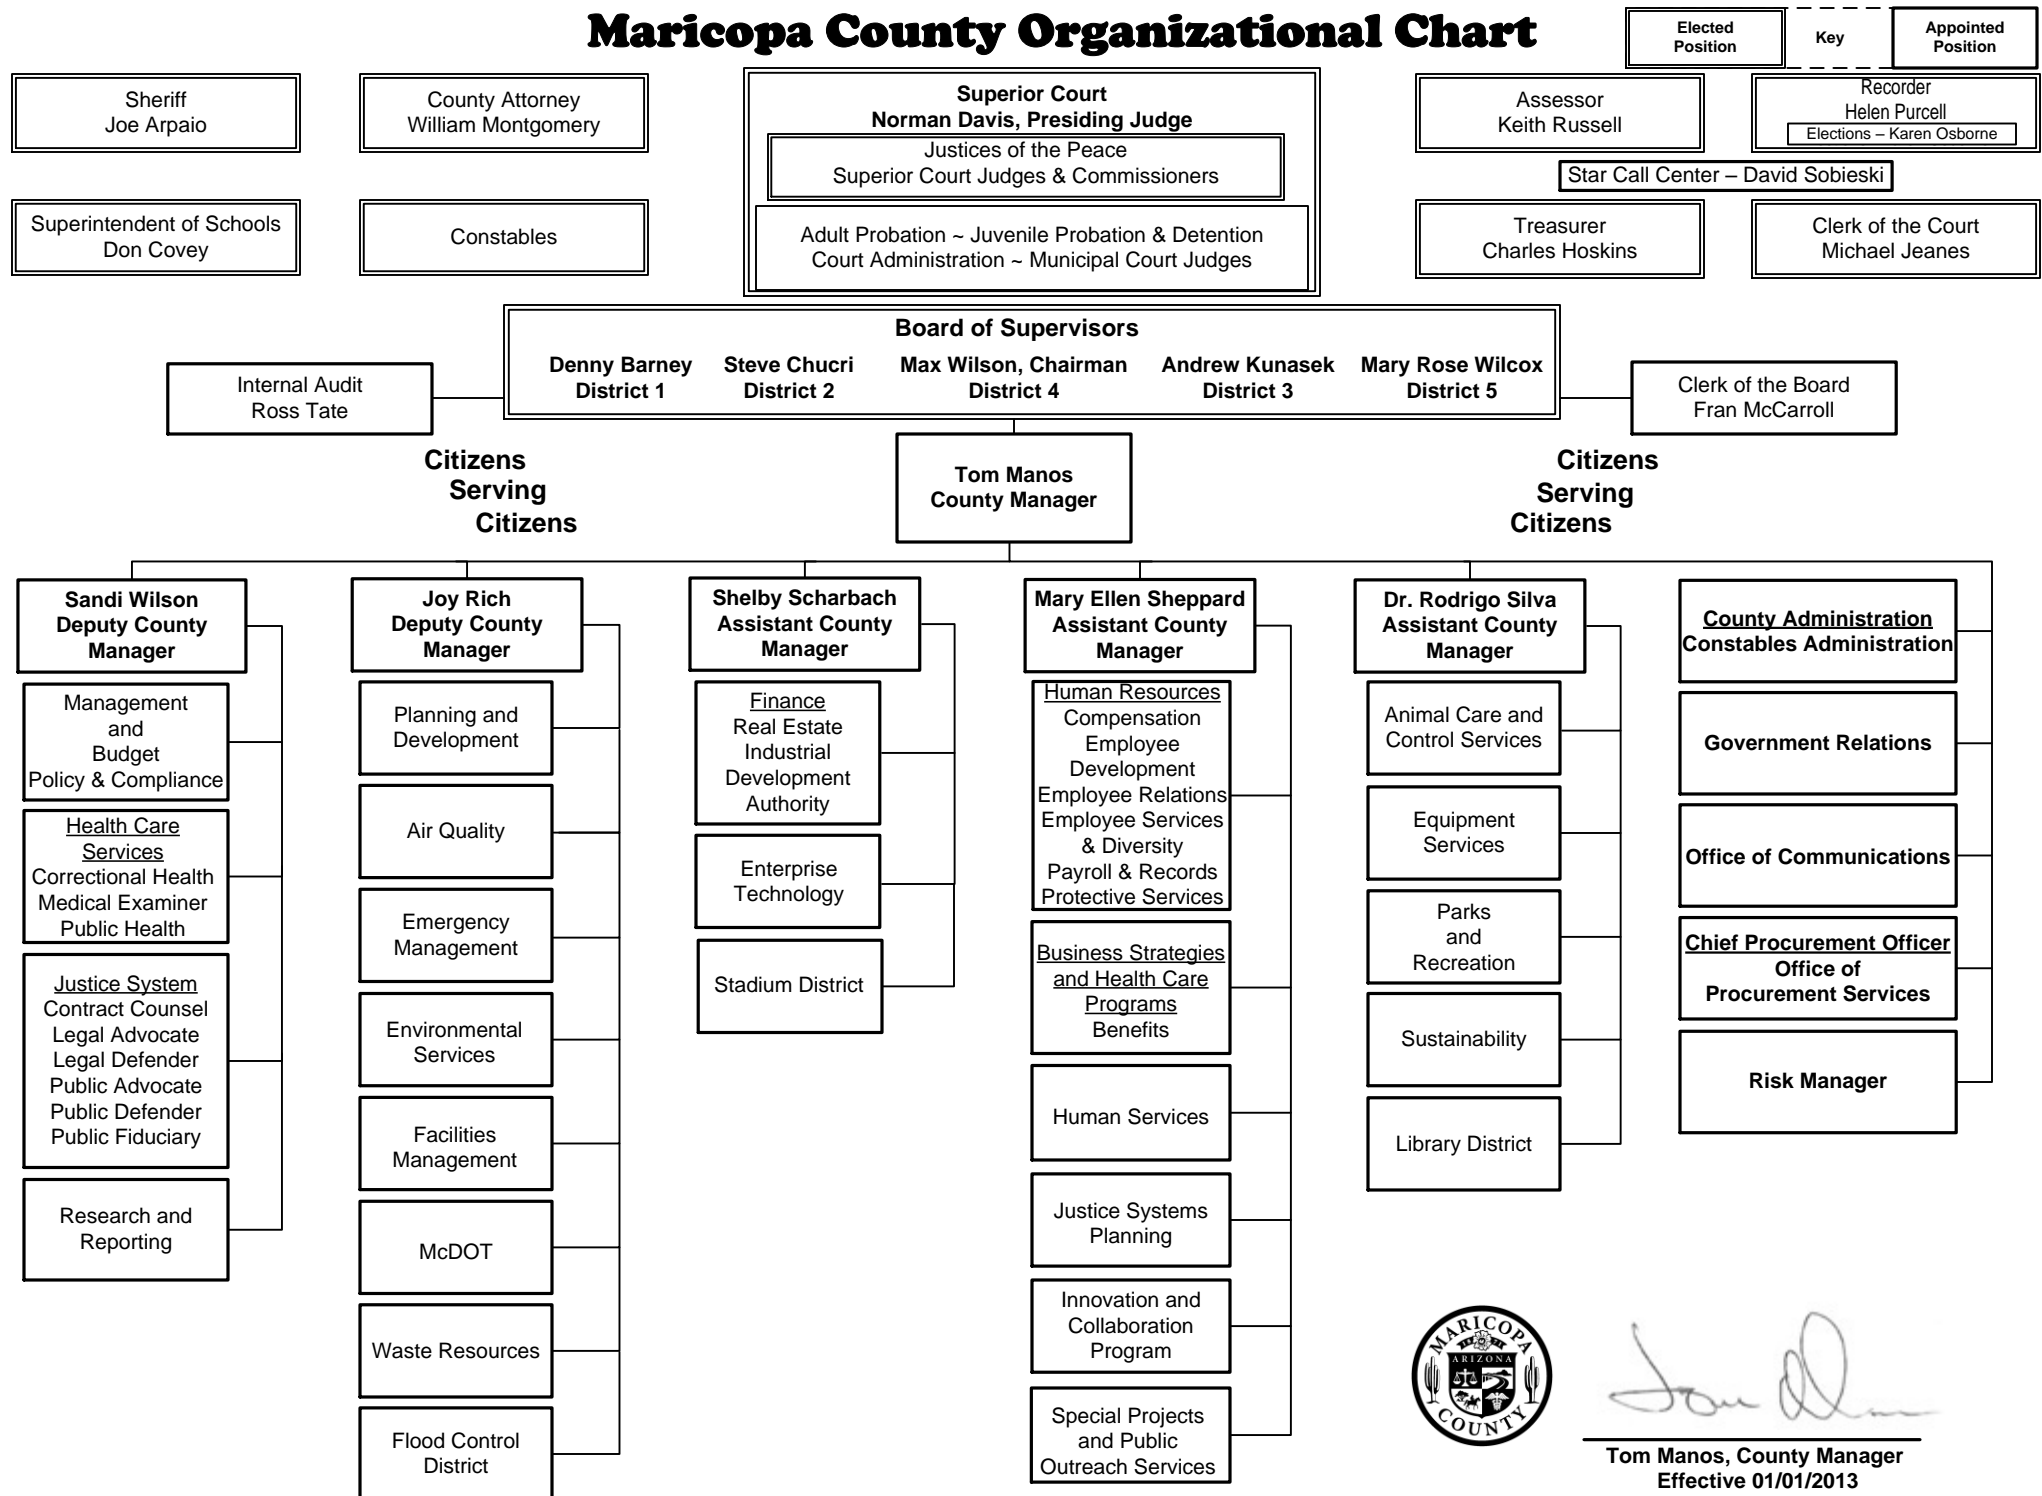 Maricopa County Organizational Chart
Elected
Position
Key
Appointed
Position
Sheriff
Joe Arpaio
County Attorney
William Montgomery
Superior Court
Norman Davis, Presiding Judge
Justices of the Peace
Superior Court Judges & Commissioners
Adult Probation ~ Juvenile Probation & Detention
Court Administration ~ Municipal Court Judges
Assessor
Keith Russell
Recorder
Helen Purcell
Elections – Karen Osborne
Star Call Center – David Sobieski
Superintendent of Schools
Don Covey
Constables
Treasurer
Charles Hoskins
Clerk of the Court
Michael Jeanes
Board of Supervisors
Denny Barney
District 1
Steve Chucri
District 2
Max Wilson, Chairman
District 4
Andrew Kunasek
District 3
Mary Rose Wilcox
District 5
Internal Audit
Ross Tate
Clerk of the Board
Fran McCarroll
Citizens
Serving
Citizens
Tom Manos
County Manager
Citizens
Serving
Citizens
Sandi Wilson
Deputy County
Manager
Management
and
Budget
Policy & Compliance
Health Care
Services
Correctional Health
Medical Examiner
Public Health
Justice System
Contract Counsel
Legal Advocate
Legal Defender
Public Advocate
Public Defender
Public Fiduciary
Research and
Reporting
Joy Rich
Deputy County
Manager
Planning and
Development
Air Quality
Emergency
Management
Environmental
Services
Facilities
Management
McDOT
Waste Resources
Flood Control
District
Shelby Scharbach
Assistant County
Manager
Finance
Real Estate
Industrial
Development
Authority
Enterprise
Technology
Stadium District
Mary Ellen Sheppard
Assistant County
Manager
Human Resources
Compensation
Employee
Development
Employee Relations
Employee Services
& Diversity
Payroll & Records
Protective Services
Business Strategies
and Health Care
Programs
Benefits
Human Services
Justice Systems
Planning
Innovation and
Collaboration
Program
Special Projects
and Public
Outreach Services
Dr. Rodrigo Silva
Assistant County
Manager
Animal Care and
Control Services
Equipment
Services
Parks
and
Recreation
Sustainability
Library District
County Administration
Constables Administration
Government Relations
Office of Communications
Chief Procurement Officer
Office of
Procurement Services
Risk Manager
MARICOPA
ARIZONA
COUNTY
Tom Manos, County Manager
Effective 01/01/2013